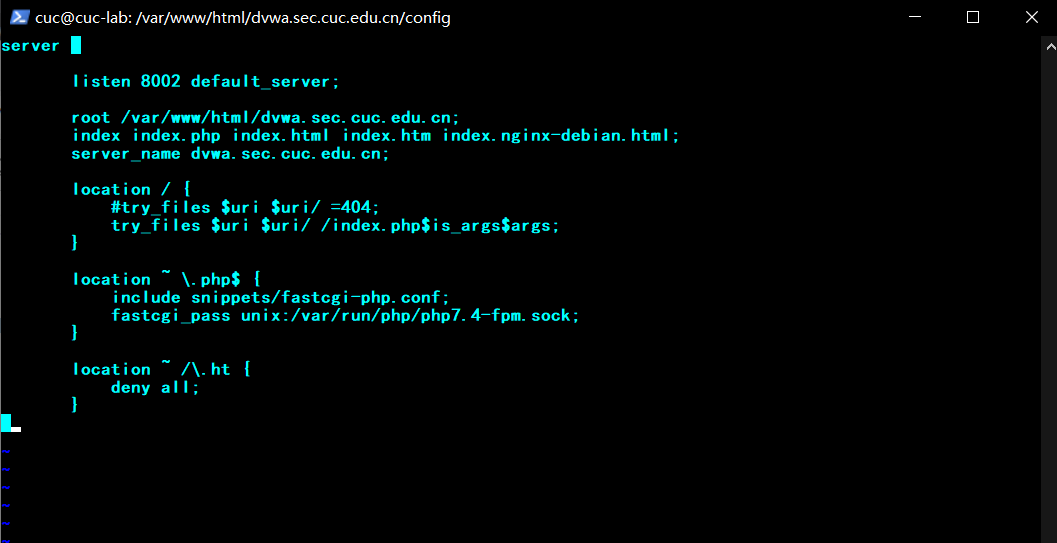 cuc@cuc-lab: /var/www/html/dvwa.sec.cuc.edu.cn/config
server
listen 8002 default_server;
root /var/www/html/dvwa.sec.cuc.edu.cn;
index index.php index.html index.htm index.nginx-debian.html;
server_name dvwa.sec.cuc.edu.cn;
location / {
#try_files $uri $uri/ =404;
try_files $uri $uri/ /index.php$is_args$args;
}
location ~ \.php$ {
include snippets/fastcgi-php.conf;
fastcgi_pass unix:/var/run/php/php7.4-fpm.sock;
}
location ~ /\.ht {
deny all;
}
~
~
~
~
~
~